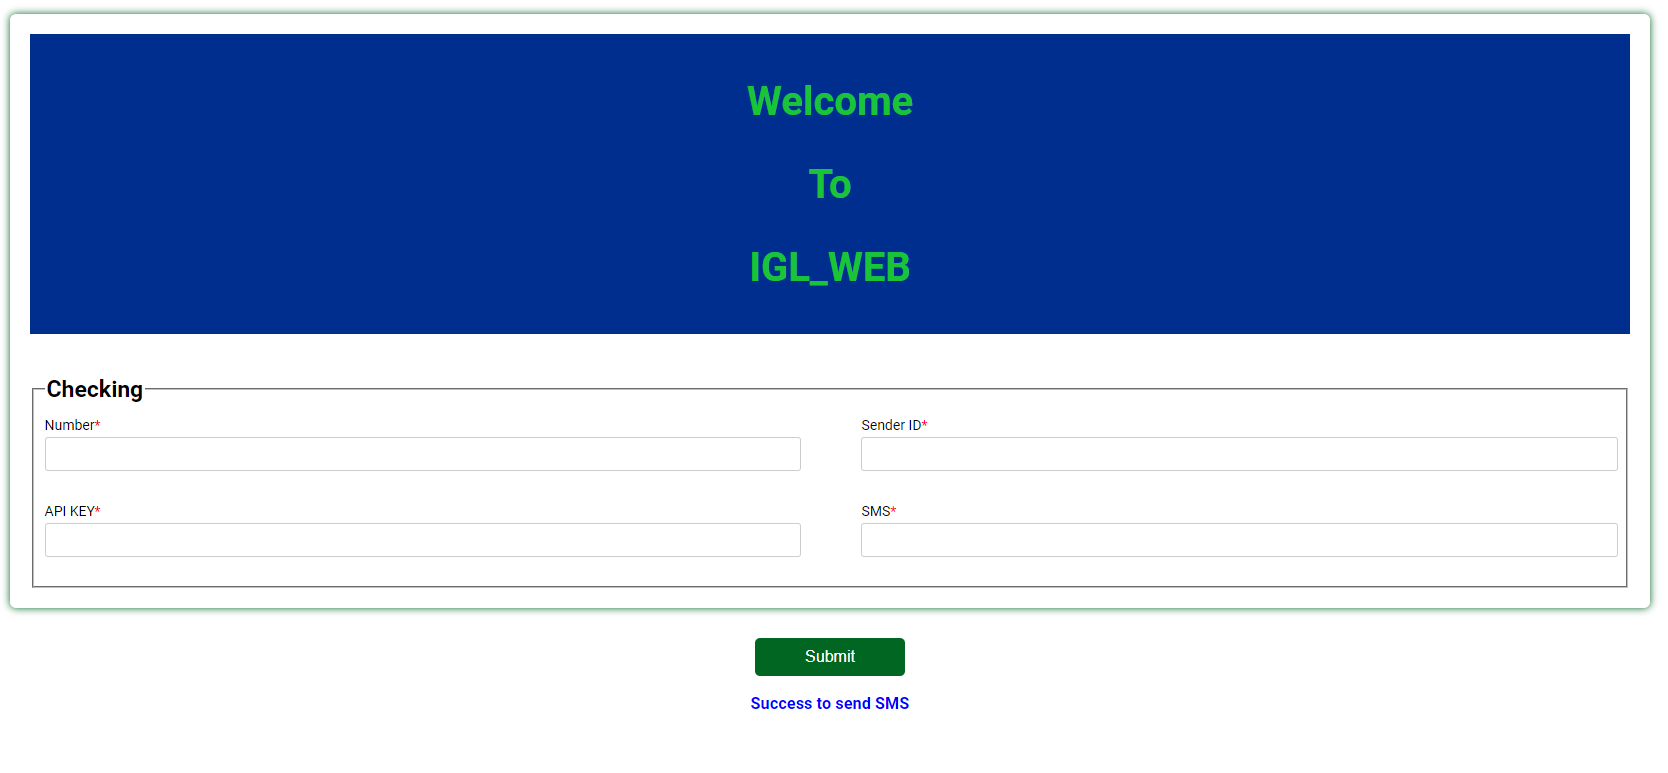 Welcome
To
IGL_WEB
Checking
Number*
Sender ID*
API KEY*
SMS*
Submit
Success to send SMS